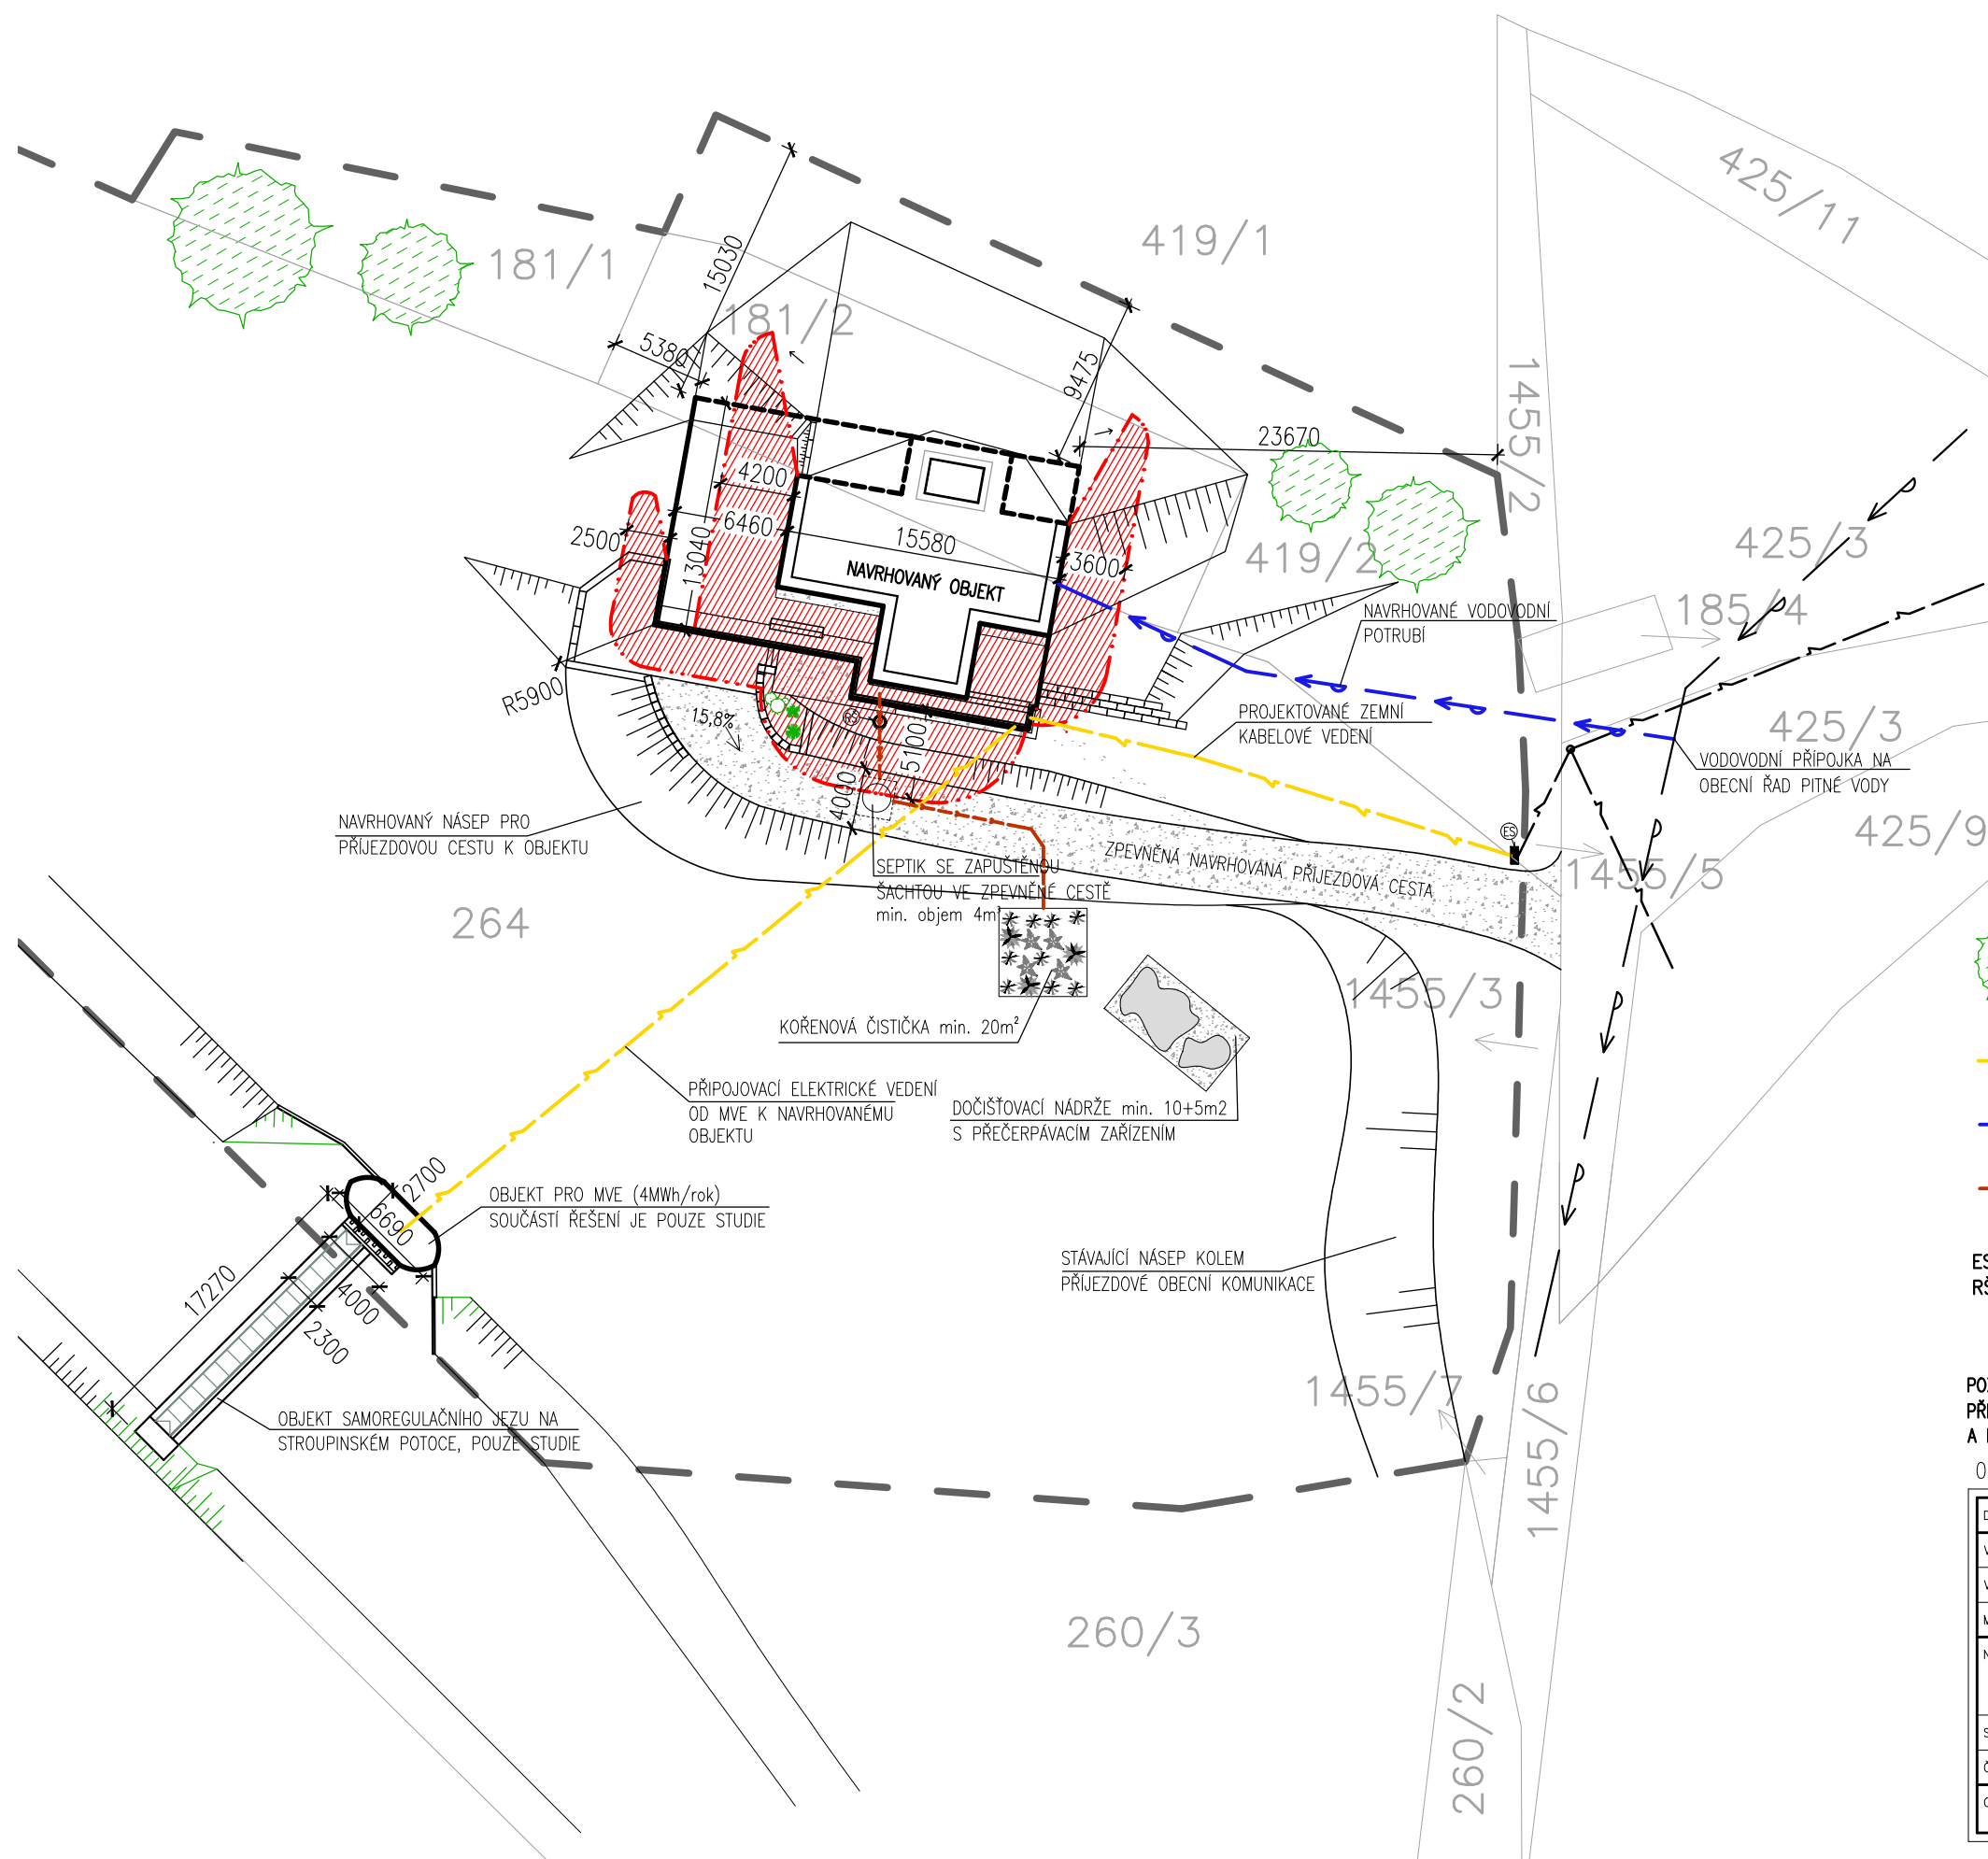 425/11
419/1
181/1
15030
181/2
5380
9475
1455/2
23670
4200
6460
15580
2500
13040
3600
NAVRHOVANÝ OBJEKT
419/2
425/3
185/4
NAVRHOVANÉ VODOVODNÍ
POTRUBÍ
R5900
15,8%
RŠ
5100
4000
PROJEKTOVANÉ ZEMNÍ
KABELOVÉ VEDENÍ
425/3
VODOVODNÍ PŘÍPOJKA NA
OBECNÍ ŘAD PITNÉ VODY
NAVRHOVANÝ NÁSEP PRO
PŘÍJEZDOVOU CESTU K OBJEKTU
ES
425/9
ZPEVNĚNÁ NAVRHOVANÁ PŘÍJEZDOVÁ CESTA
1455/5
SEPTIK SE ZAPUŠTĚNOU
ŠACHTOU VE ZPEVNĚNÉ CESTĚ
min. objem 4m³
264
1455/3
KOŘENOVÁ ČISTIČKA min. 20m²
PŘIPOJOVACÍ ELEKTRICKÉ VEDENÍ
OD MVE K NAVRHOVANÉMU
OBJEKTU
DOČIŠŤOVACÍ NÁDRŽE min. 10+5m2
S PŘEČERPÁVACÍM ZAŘÍZENÍM
2700
6690
OBJEKT PRO MVE (4MWh/rok)
SOUČÁSTÍ ŘEŠENÍ JE POUZE STUDIE
17270
4000
2300
STÁVAJÍCÍ NÁSEP KOLEM
PŘÍJEZDOVÉ OBECNÍ KOMUNIKACE
ES
RŠ
1455/7
1455/6
OBJEKT SAMOREGULAČNÍHO JEZU NA
STROUPINSKÉM POTOCE, POUZE STUDIE
A
0
260/3
260/2